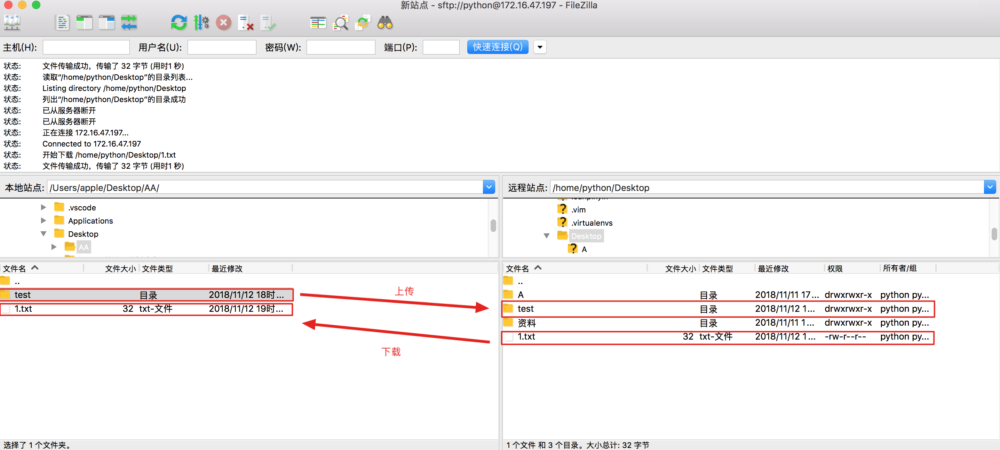 新站点 - sftp://python@172.16.47.197 - FileZilla
主机(H): 用户名(U): 密码(W): 端口(P): 快速连接(Q)
状态: 文件传输成功，传输了 32 字节 (用时1 秒)
状态: 读取“/home/python/Desktop”的目录列表...
状态: Listing directory /home/python/Desktop
状态: 列出“/home/python/Desktop”的目录成功
状态: 已从服务器断开
状态: 已从服务器断开
状态: 正在连接 172.16.47.197...
状态: Connected to 172.16.47.197
状态: 开始下载 /home/python/Desktop/1.txt
状态: 文件传输成功，传输了 32 字节 (用时1 秒)
本地站点: /Users/apple/Desktop/AA/
.vscode
Applications
Desktop
AA
文件名 文件大小 文件类型 最近修改
..
test 目录 2018/11/12 18时...
1.txt 32 txt-文件 2018/11/12 19时...
选择了 1 个文件夹。
上传
下载
远程站点: /home/python/Desktop
.vim
.virtualenvs
Desktop
A
文件名 文件大小 文件类型 最近修改 权限 所有者/组
..
A 目录 2018/11/11 17... drwxrwxr-x python py...
test 目录 2018/11/12 1... drwxrwxr-x python py...
资料 目录 2018/11/11 1... drwxrwxr-x python py...
1.txt 32 txt-文件 2018/11/12 1... -rw-r--r-- python py...
1 个文件 和 3 个目录。大小总计: 32 字节